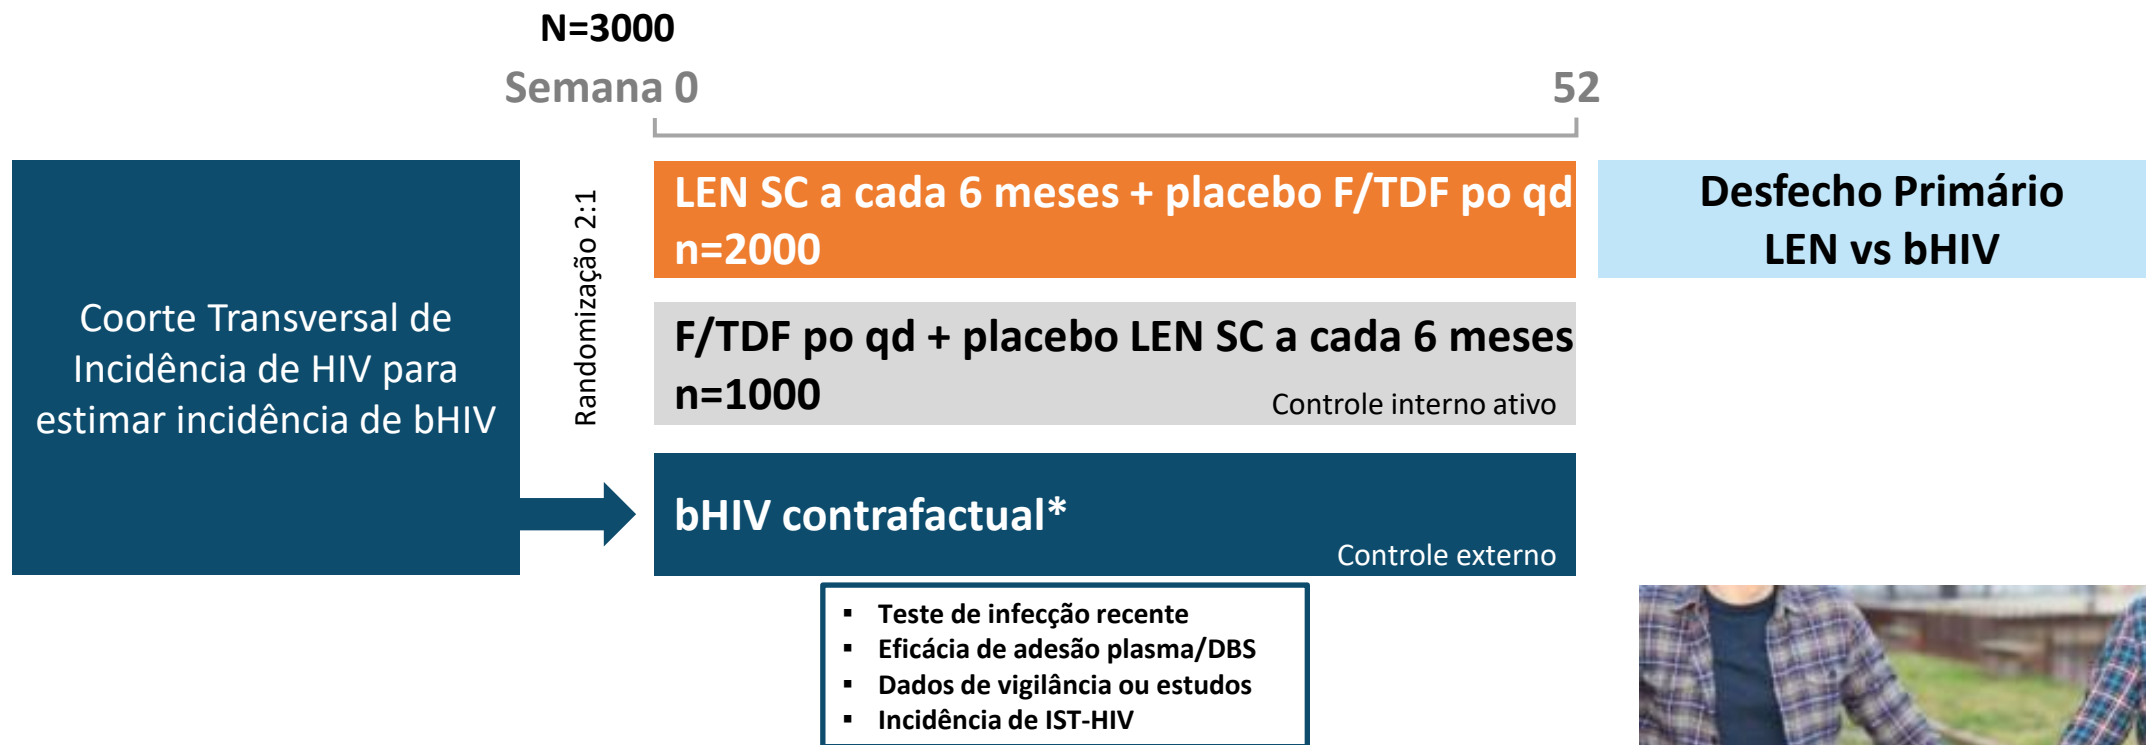 N=3000
Semana 0
52
Coorte Transversal de
Incidência de HIV para
estimar incidência de bHIV
Randomização 2:1
LEN SC a cada 6 meses + placebo F/TDF po qd
n=2000
Desfecho Primário
LEN vs bHIV
F/TDF po qd + placebo LEN SC a cada 6 meses
n=1000
Controle interno ativo
bHIV contrafactual*
Controle externo
▪ Teste de infecção recente
▪ Eficácia de adesão plasma/DBS
▪ Dados de vigilância ou estudos
▪ Incidência de IST-HIV